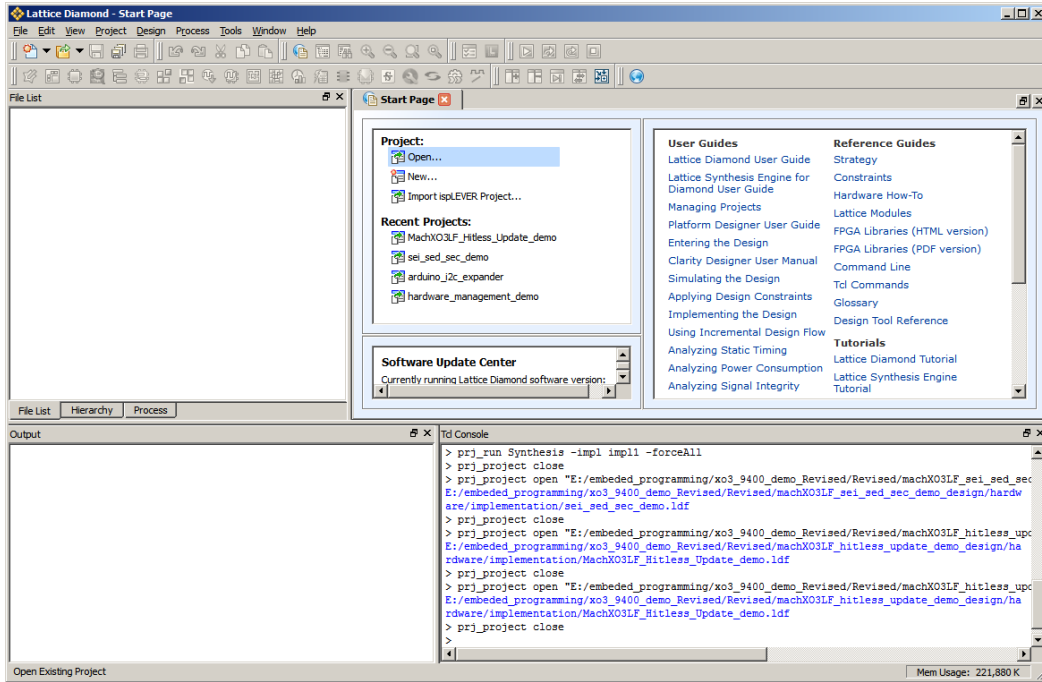 Lattice Diamond - Start Page
File Edit View Project Design Process Tools Window Help
File List
Start Page
Project:
Open...
New...
Import ispLEVER Project...
Recent Projects:
MachXO3LF_Hitless_Update_demo
sei_sed_sec_demo
arduino_i2c_expander
hardware_management_demo
Software Update Center
Currently running Lattice Diamond software version:
User Guides
Lattice Diamond User Guide
Lattice Synthesis Engine for
Diamond User Guide
Managing Projects
Platform Designer User Guide
Entering the Design
Clarity Designer User Manual
Simulating the Design
Applying Design Constraints
Implementing the Design
Using Incremental Design Flow
Analyzing Static Timing
Analyzing Power Consumption
Analyzing Signal Integrity
Reference Guides
Strategy
Constraints
Hardware How-To
Lattice Modules
FPGA Libraries (HTML version)
FPGA Libraries (PDF version)
Command Line
Tcl Commands
Glossary
Design Tool Reference
Tutorials
Lattice Diamond Tutorial
Lattice Synthesis Engine
Tutorial
File List Hierarchy Process
Output
Tcl Console
> prj_run Synthesis -impl impl1 -forceAll
> prj_project close
> prj_project open "E:/embeded_programming/xo3_9400_demo_Revised/Revised/machXO3LF_sei_sed_sec
E:/embeded_programming/xo3_9400_demo_Revised/Revised/machXO3LF_sei_sed_sec_demo_design/hardw
are/implementation/sei_sed_sec_demo.ldf
> prj_project close
> prj_project open "E:/embeded_programming/xo3_9400_demo_Revised/Revised/machXO3LF_hitless_upd
E:/embeded_programming/xo3_9400_demo_Revised/Revised/machXO3LF_hitless_update_demo_design/ha
rdware/implementation/MachXO3LF_Hitless_Update_demo.ldf
> prj_project close
> prj_project open "E:/embeded_programming/xo3_9400_demo_Revised/Revised/machXO3LF_hitless_upd
E:/embeded_programming/xo3_9400_demo_Revised/Revised/machXO3LF_hitless_update_demo_design/ha
rdware/implementation/MachXO3LF_Hitless_Update_demo.ldf
> prj_project close
>
Open Existing Project
Mem Usage: 221,880 K